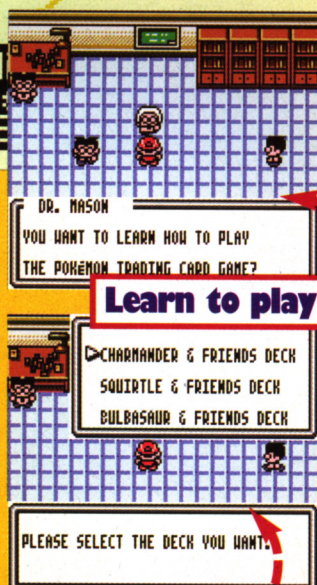 DR. MASON
YOU WANT TO LEARN HOW TO PLAY
THE POKéMON TRADING CARD GAME?
Learn to play
CHARMANDER & FRIENDS DECK
SQUIRTLE & FRIENDS DECK
BULBASAUR & FRIENDS DECK
PLEASE SELECT THE DECK YOU WANT.